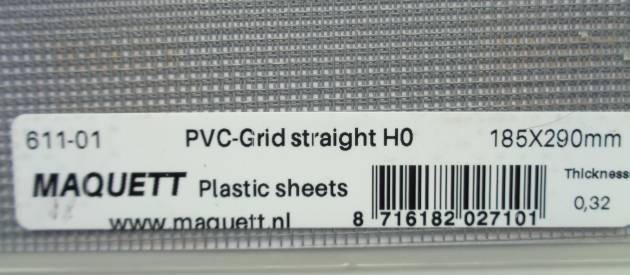 611-01 PVC-Grid straight H0 185X290mm
MAQUETT Plastic sheets Thickness
0,32
www.maquett.nl 8 716182 027101